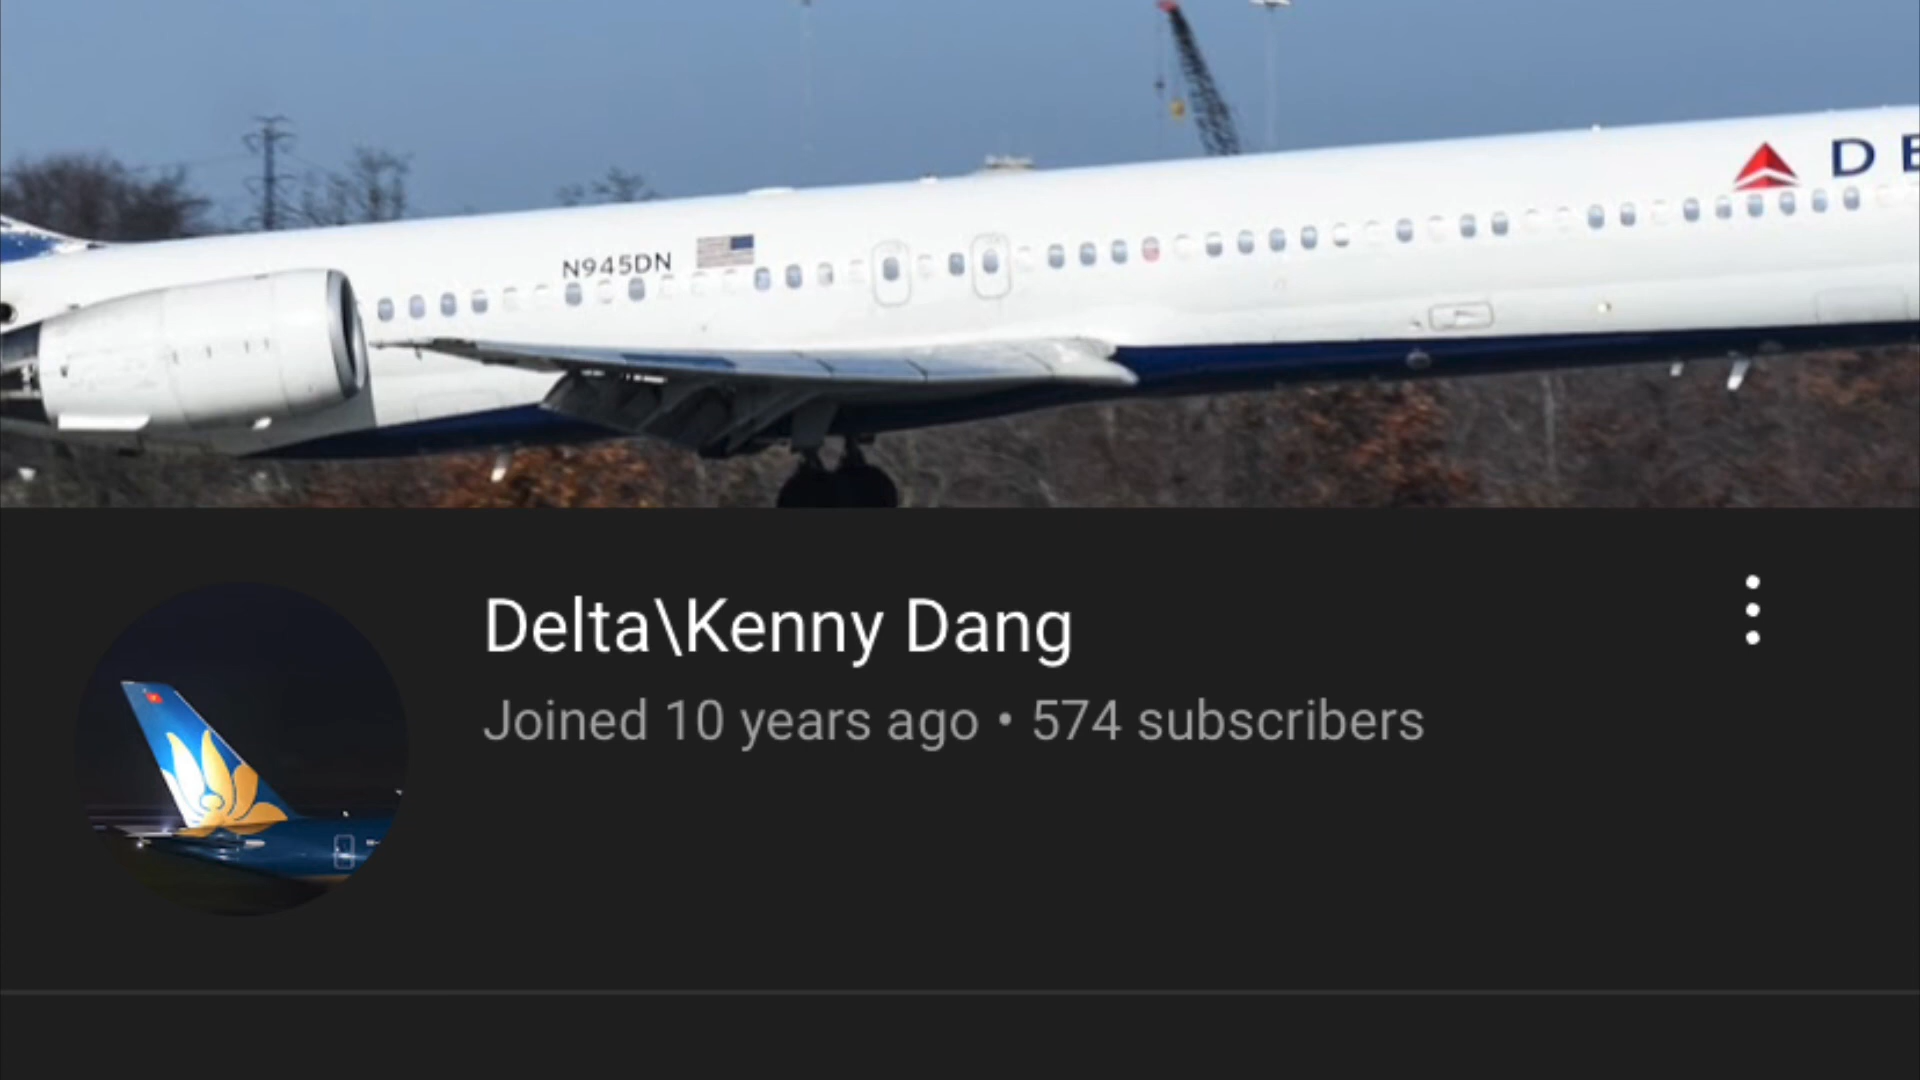 DE
N945DN
Delta\Kenny Dang
Joined 10 years ago • 574 subscribers